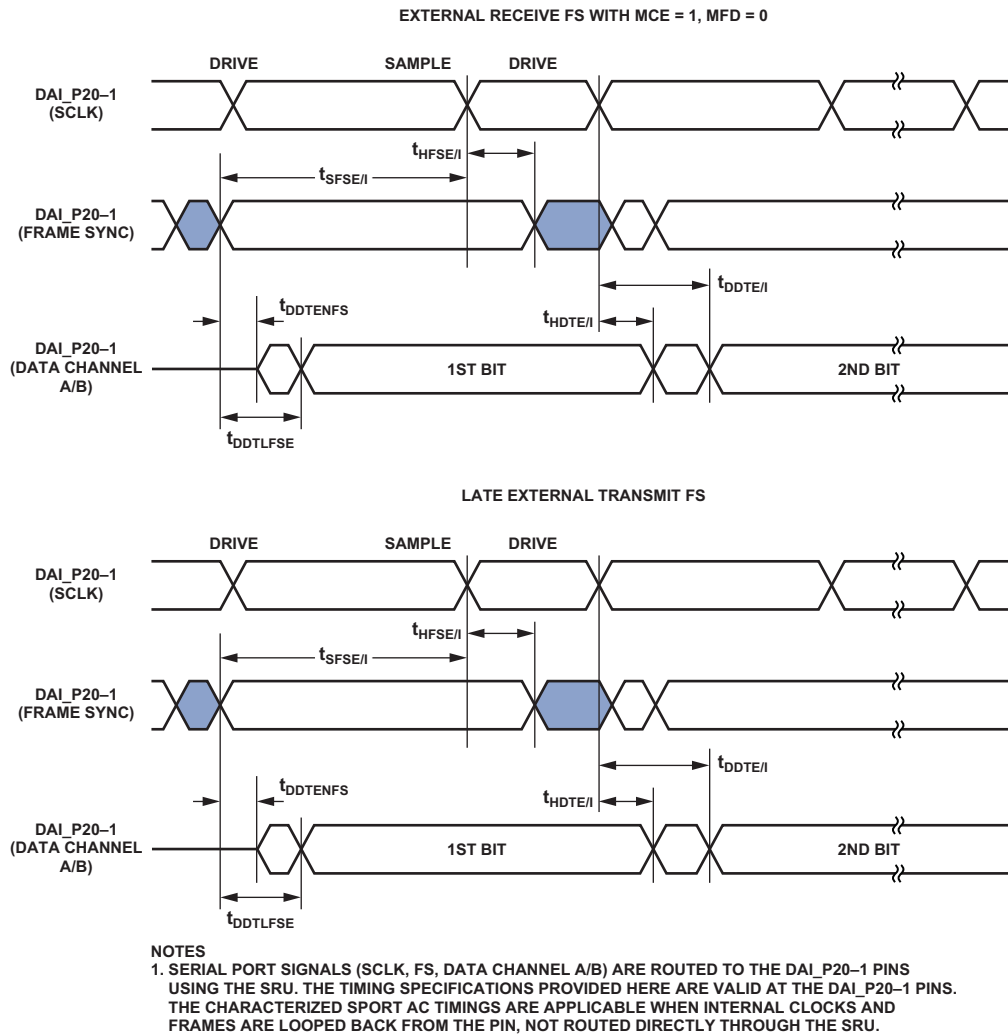 EXTERNAL RECEIVE FS WITH MCE = 1, MFD = 0
DRIVE SAMPLE DRIVE
DAI_P20–1
(SCLK)
tHFSE/I
tSFSE/I
DAI_P20–1
(FRAME SYNC)
tDDTE/I
tDDTENFS
tHDTE/I
DAI_P20–1
(DATA CHANNEL
A/B)
1ST BIT 2ND BIT
tDDTLFSE
LATE EXTERNAL TRANSMIT FS
DRIVE SAMPLE DRIVE
DAI_P20–1
(SCLK)
tHFSE/I
tSFSE/I
DAI_P20–1
(FRAME SYNC)
tDDTE/I
tDDTENFS
tHDTE/I
DAI_P20–1
(DATA CHANNEL
A/B)
1ST BIT 2ND BIT
tDDTLFSE
NOTES
1. SERIAL PORT SIGNALS (SCLK, FS, DATA CHANNEL A/B) ARE ROUTED TO THE DAI_P20–1 PINS
USING THE SRU. THE TIMING SPECIFICATIONS PROVIDED HERE ARE VALID AT THE DAI_P20–1 PINS.
THE CHARACTERIZED SPORT AC TIMINGS ARE APPLICABLE WHEN INTERNAL CLOCKS AND
FRAMES ARE LOOPED BACK FROM THE PIN, NOT ROUTED DIRECTLY THROUGH THE SRU.